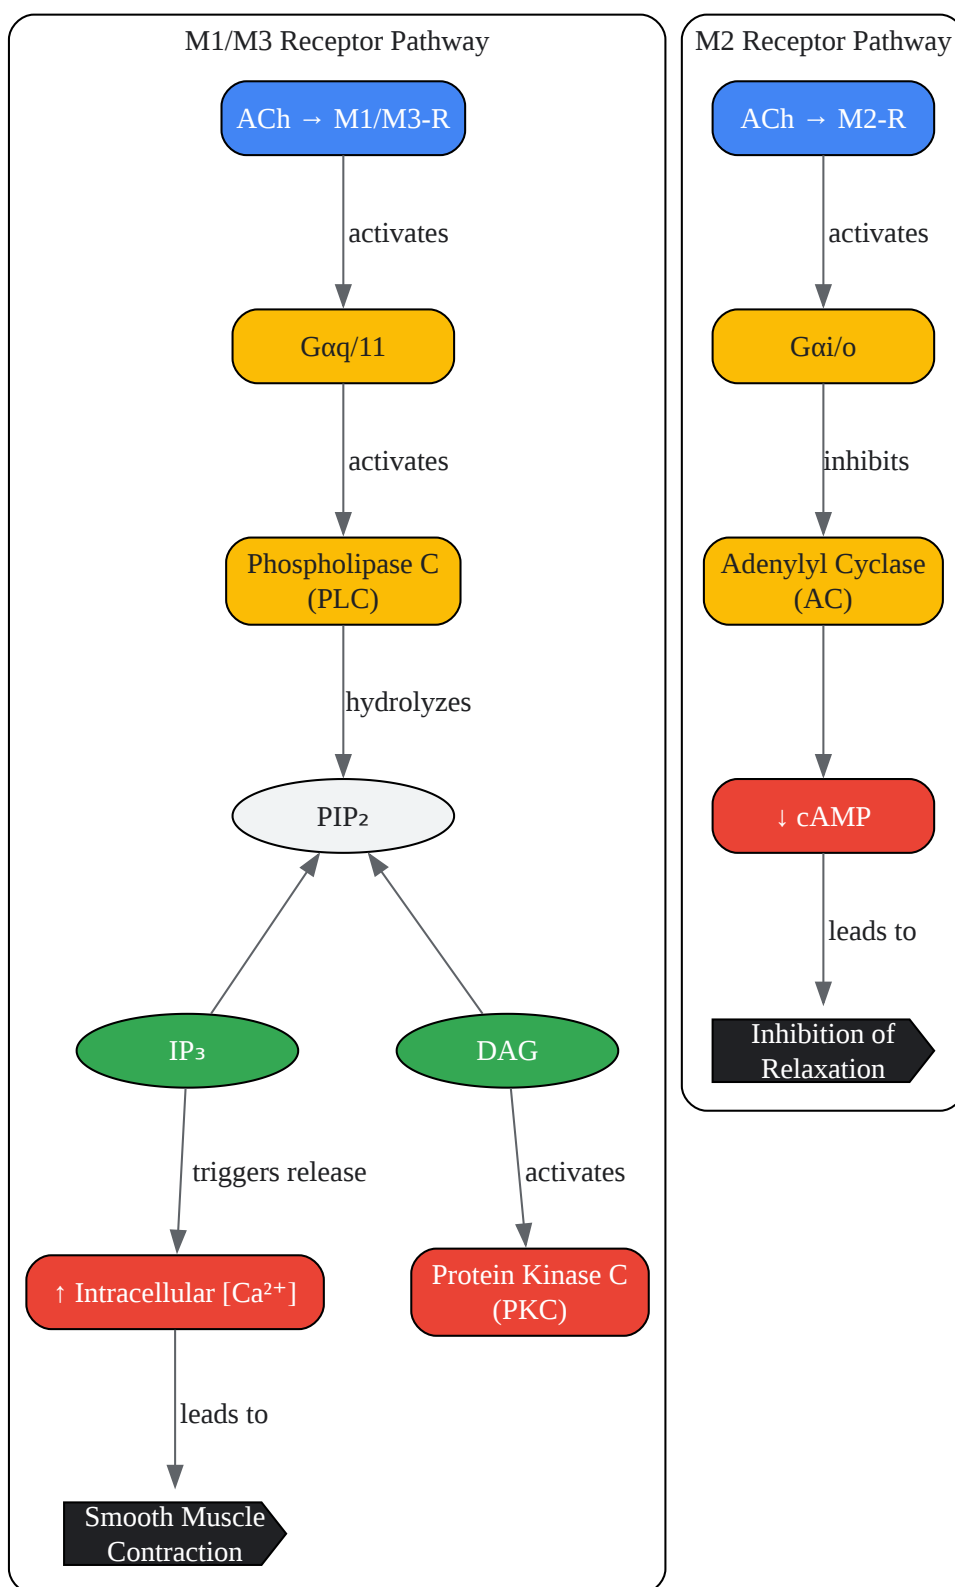 M1/M3 Receptor Pathway
ACh → M1/M3-R
activates
Gαq/11
activates
Phospholipase C
(PLC)
hydrolyzes
PIP₂
IP₃
DAG
triggers release
activates
↑ Intracellular [Ca²⁺]
Protein Kinase C
(PKC)
leads to
Smooth Muscle
Contraction
M2 Receptor Pathway
ACh → M2-R
activates
Gαi/o
inhibits
Adenylyl Cyclase
(AC)
↓ cAMP
leads to
Inhibition of
Relaxation